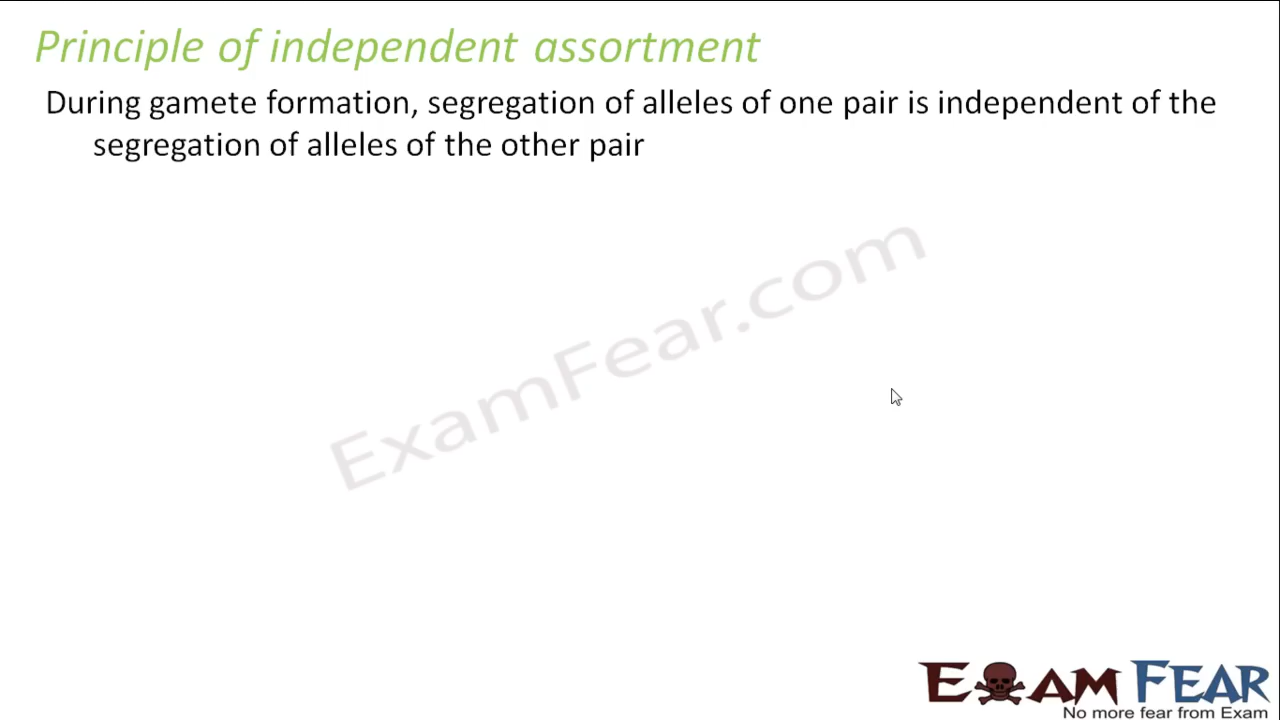 Principle of independent assortment
During gamete formation, segregation of alleles of one pair is independent of the
segregation of alleles of the other pair
ExamFear.com
EXAM FEAR
No more fear from Exam